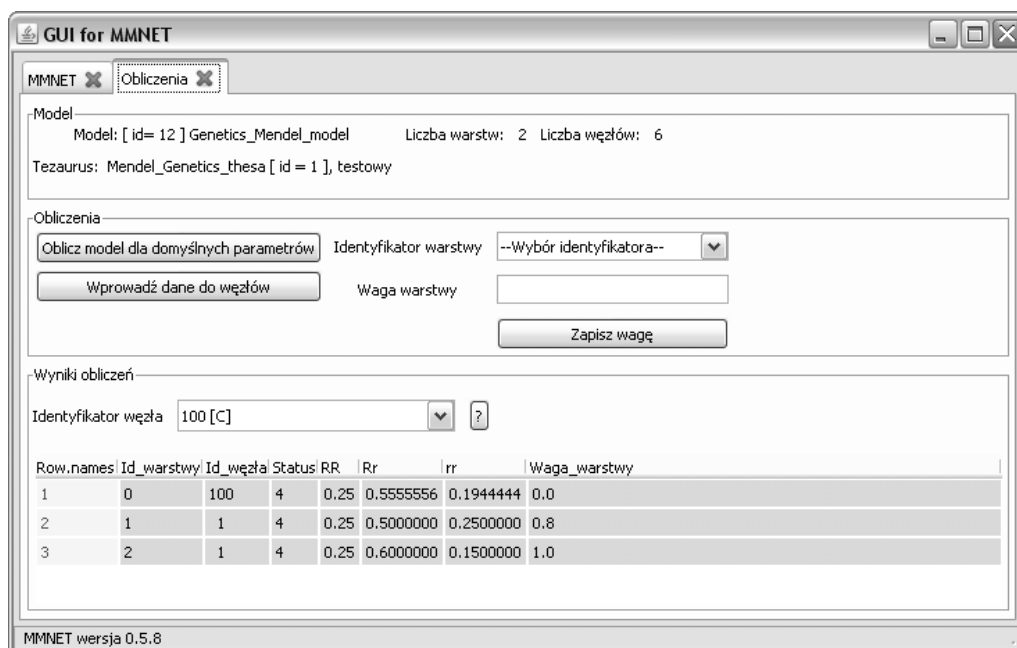 GUI for MMNET
MMNET Obliczenia
Model
Model: [ id= 12 ] Genetics_Mendel_model Liczba warstw: 2 Liczba węzłów: 6
Tezaurus: Mendel_Genetics_thesa [ id = 1 ], testowy
Obliczenia
Oblicz model dla domyślnych parametrów Identyfikator warstwy --Wybór identyfikatora--
Wprowadź dane do węzłów Waga warstwy
Zapisz wagę
Wyniki obliczeń
Identyfikator węzła 100 [C] ?
Row.names Id_warstwy Id_węzła Status RR Rr rr Waga_warstwy
1 0 100 4 0.25 0.5555556 0.1944444 0.0
2 1 1 4 0.25 0.5000000 0.2500000 0.8
3 2 1 4 0.25 0.6000000 0.1500000 1.0
MMNET wersja 0.5.8